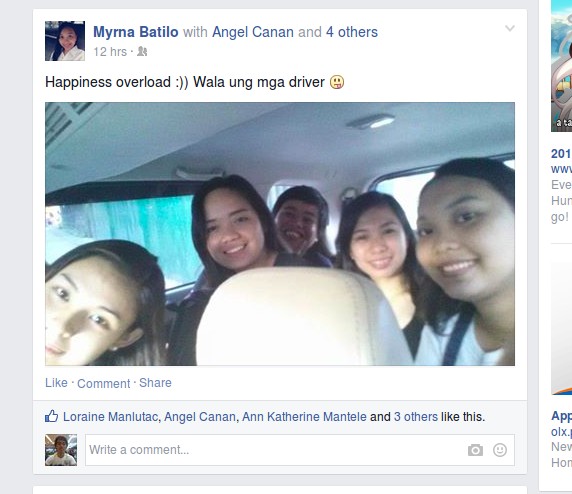 Myrna Batilo with Angel Canan and 4 others
12 hrs ·
Happiness overload :)) Wala ung mga driver
Like · Comment · Share
Loraine Manlutac, Angel Canan, Ann Katherine Mantele and 3 others like this.
Write a comment...
a ta
201
www
Eve
Hun
go!
App
olx.p
New
Hon